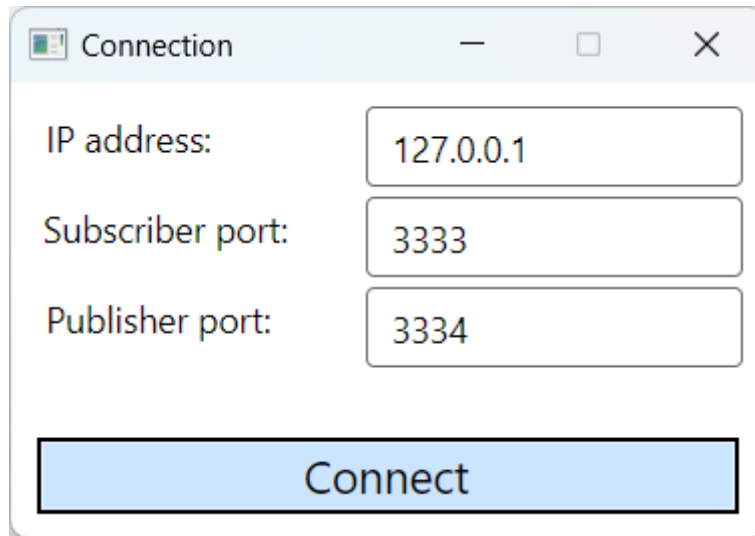 Connection
IP address: 127.0.0.1
Subscriber port: 3333
Publisher port: 3334
Connect